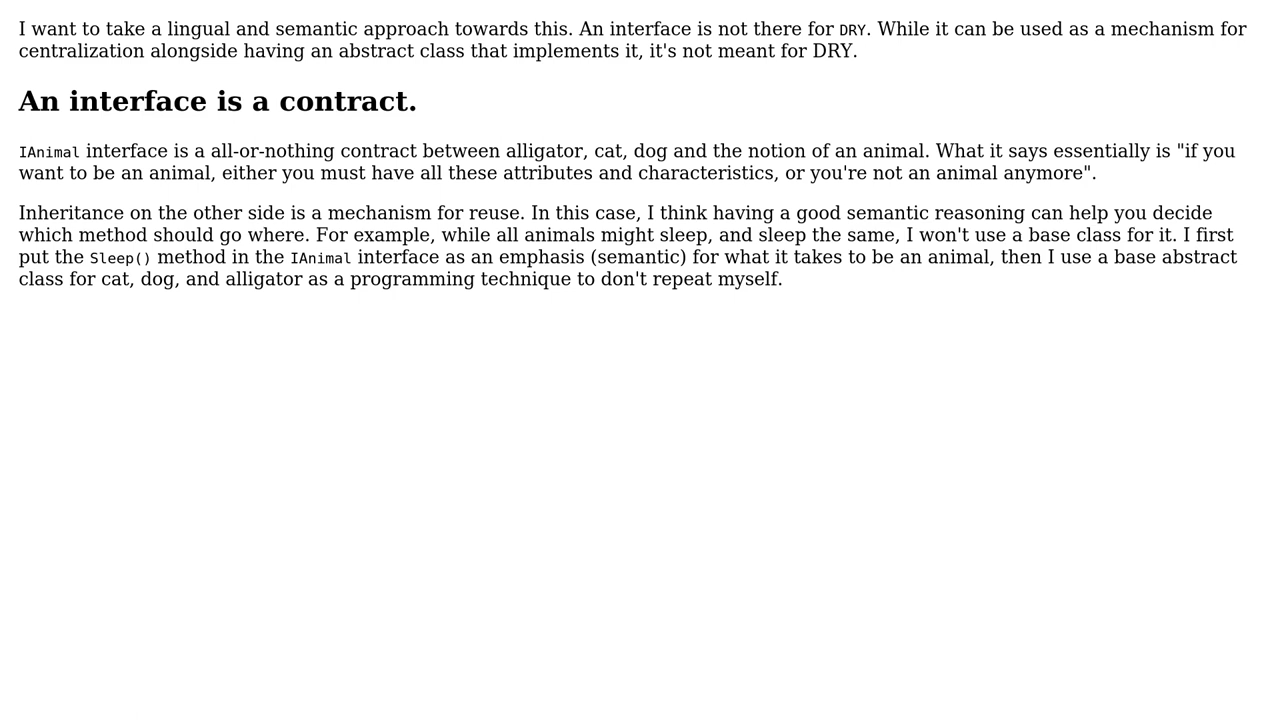 I want to take a lingual and semantic approach towards this. An interface is not there for DRY. While it can be used as a mechanism for
centralization alongside having an abstract class that implements it, it's not meant for DRY.
An interface is a contract.
IAnimal interface is a all-or-nothing contract between alligator, cat, dog and the notion of an animal. What it says essentially is "if you
want to be an animal, either you must have all these attributes and characteristics, or you're not an animal anymore".
Inheritance on the other side is a mechanism for reuse. In this case, I think having a good semantic reasoning can help you decide
which method should go where. For example, while all animals might sleep, and sleep the same, I won't use a base class for it. I first
put the Sleep() method in the IAnimal interface as an emphasis (semantic) for what it takes to be an animal, then I use a base abstract
class for cat, dog, and alligator as a programming technique to don't repeat myself.